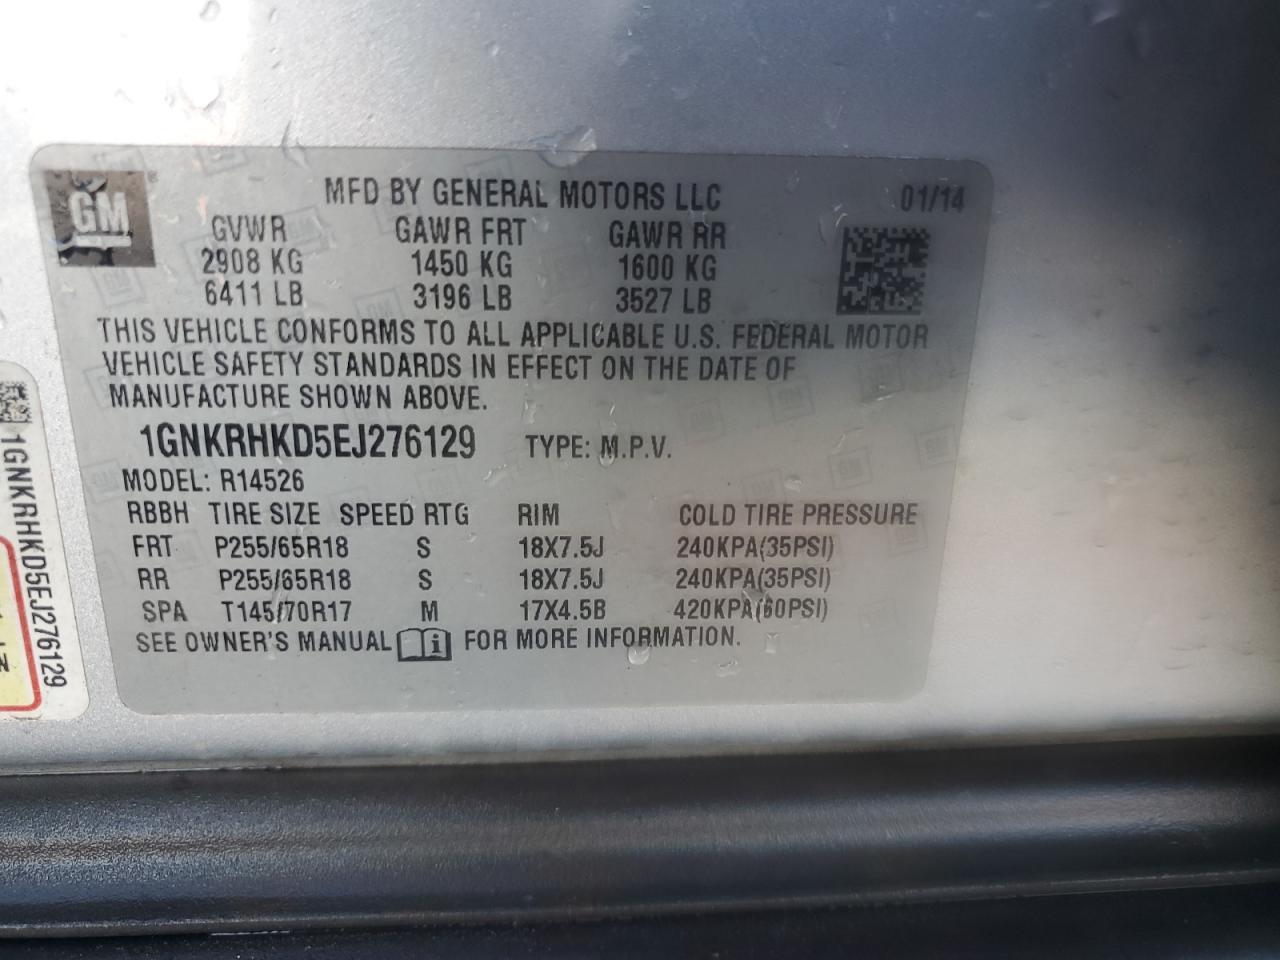 GM
MFD BY GENERAL MOTORS LLC 01/14
GVWR GAWR FRT GAWR RR
2908 KG 1450 KG 1600 KG
6411 LB 3196 LB 3527 LB
THIS VEHICLE CONFORMS TO ALL APPLICABLE U.S. FEDERAL MOTOR
VEHICLE SAFETY STANDARDS IN EFFECT ON THE DATE OF
MANUFACTURE SHOWN ABOVE.
1GNKRHKD5EJ276129 TYPE: M.P.V.
MODEL: R14526
RBBH TIRE SIZE SPEED RTG RIM COLD TIRE PRESSURE
FRT P255/65R18 S 18X7.5J 240KPA(35PSI)
RR P255/65R18 S 18X7.5J 240KPA(35PSI)
SPA T145/70R17 M 17X4.5B 420KPA(60PSI)
SEE OWNER'S MANUAL i FOR MORE INFORMATION.
1GNKRHKD5EJ276129